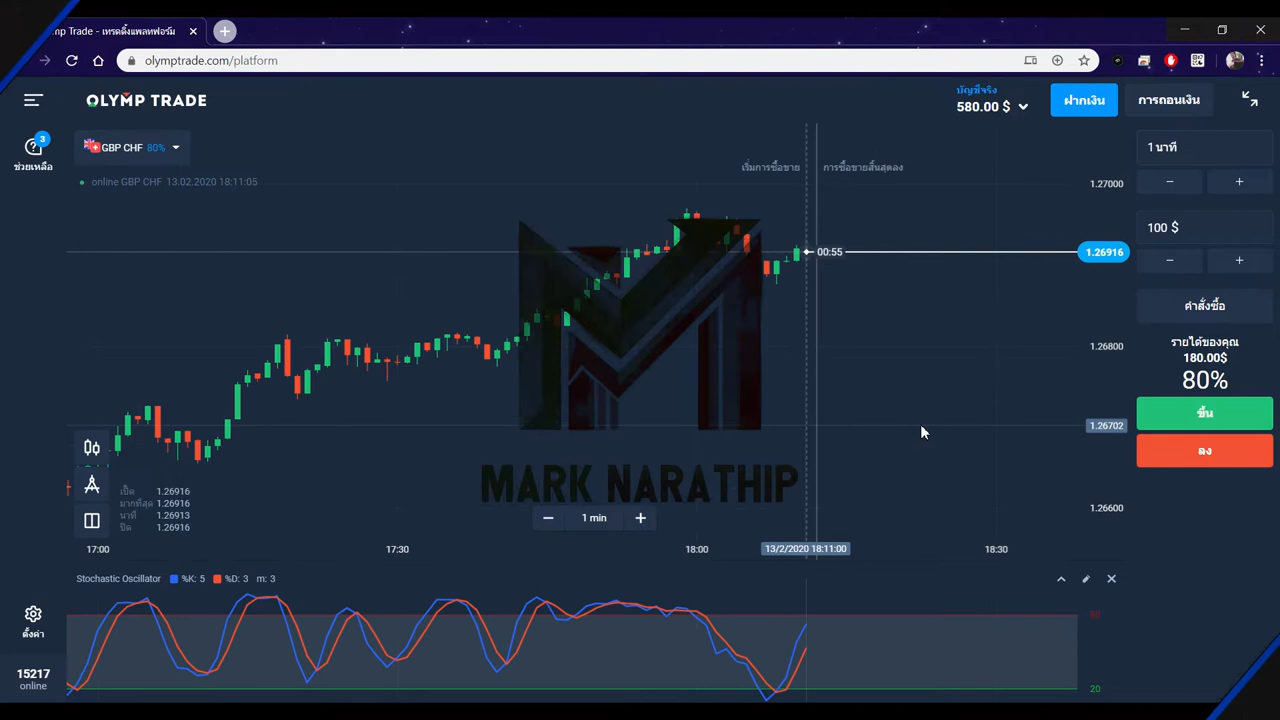 mp Trade - เทรดดิ้งแพลทฟอร์ม
olymptrade.com/platform
OLYMP TRADE
บัญชีจริง
580.00 $
ฝากเงิน
การถอนเงิน
3
ช่วยเหลือ
GBP CHF 80%
online GBP CHF 13.02.2020 18:11:05
เริ่มการซื้อขาย
การซื้อขายสิ้นสุดลง
1 นาที
1.27000
100 $
00:55
1.26916
คำสั่งซื้อ
รายได้ของคุณ
180.00$
80%
1.26800
ขึ้น
1.26702
ลง
MARK NARATHIP
เปิด 1.26916
มากที่สุด 1.26916
นาที 1.26913
ปิด 1.26916
1.26600
1 min
17:00
17:30
18:00
13/2/2020 18:11:00
18:30
Stochastic Oscillator %K: 5 %D: 3 m: 3
80
ตั้งค่า
15217
online
20